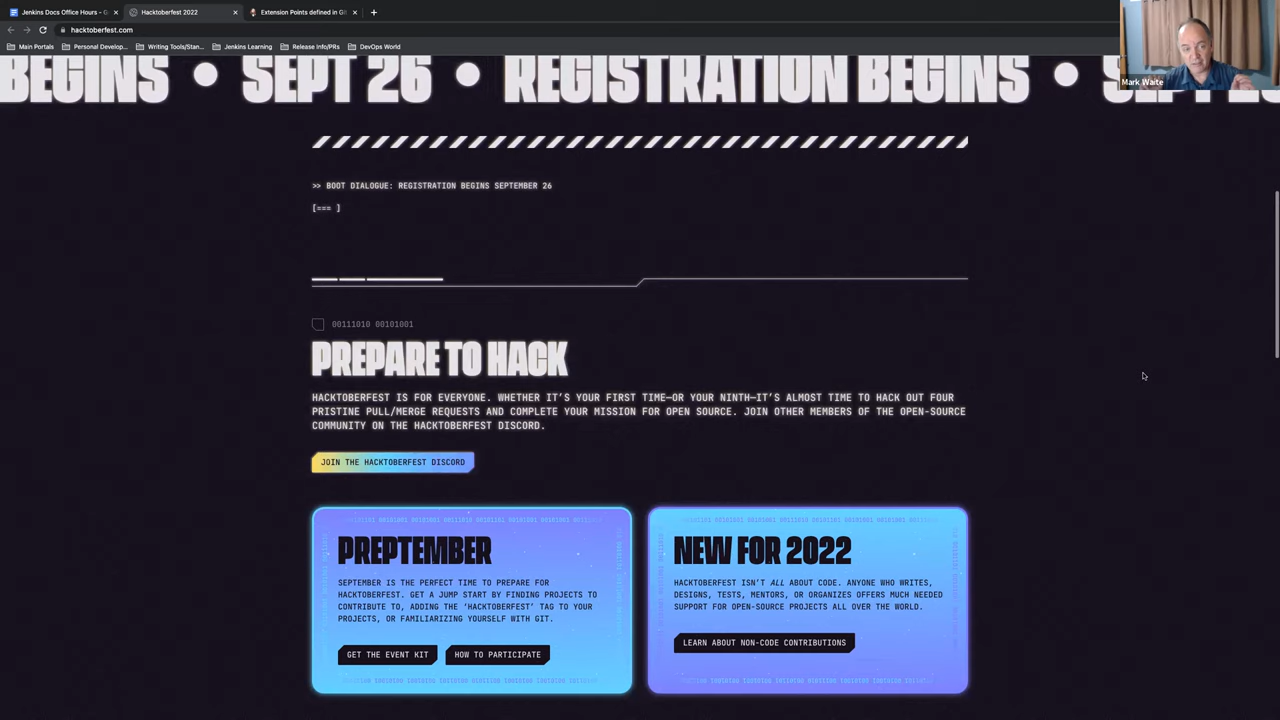 Jenkins Docs Office Hours - G
Hacktoberfest 2022
Extension Points defined in Git
hacktoberfest.com
Main Portals
Personal Develop...
Writing Tools/Stan...
Jenkins Learning
Release Info/PRs
DevOps World
Mark Waite
BEGINS • SEPT 26 • REGISTRATION BEGINS •
>> BOOT DIALOGUE: REGISTRATION BEGINS SEPTEMBER 26
[=== ]
00111010 00101001
PREPARE TO HACK
HACKTOBERFEST IS FOR EVERYONE. WHETHER IT'S YOUR FIRST TIME—OR YOUR NINTH—IT'S ALMOST TIME TO HACK OUT FOUR
PRISTINE PULL/MERGE REQUESTS AND COMPLETE YOUR MISSION FOR OPEN SOURCE. JOIN OTHER MEMBERS OF THE OPEN-SOURCE
COMMUNITY ON THE HACKTOBERFEST DISCORD.
JOIN THE HACKTOBERFEST DISCORD
PREPTEMBER
SEPTEMBER IS THE PERFECT TIME TO PREPARE FOR
HACKTOBERFEST. GET A JUMP START BY FINDING PROJECTS TO
CONTRIBUTE TO, ADDING THE 'HACKTOBERFEST' TAG TO YOUR
PROJECTS, OR FAMILIARIZING YOURSELF WITH GIT.
GET THE EVENT KIT
HOW TO PARTICIPATE
NEW FOR 2022
HACKTOBERFEST ISN'T ALL ABOUT CODE. ANYONE WHO WRITES,
DESIGNS, TESTS, MENTORS, OR ORGANIZES OFFERS MUCH NEEDED
SUPPORT FOR OPEN-SOURCE PROJECTS ALL OVER THE WORLD.
LEARN ABOUT NON-CODE CONTRIBUTIONS